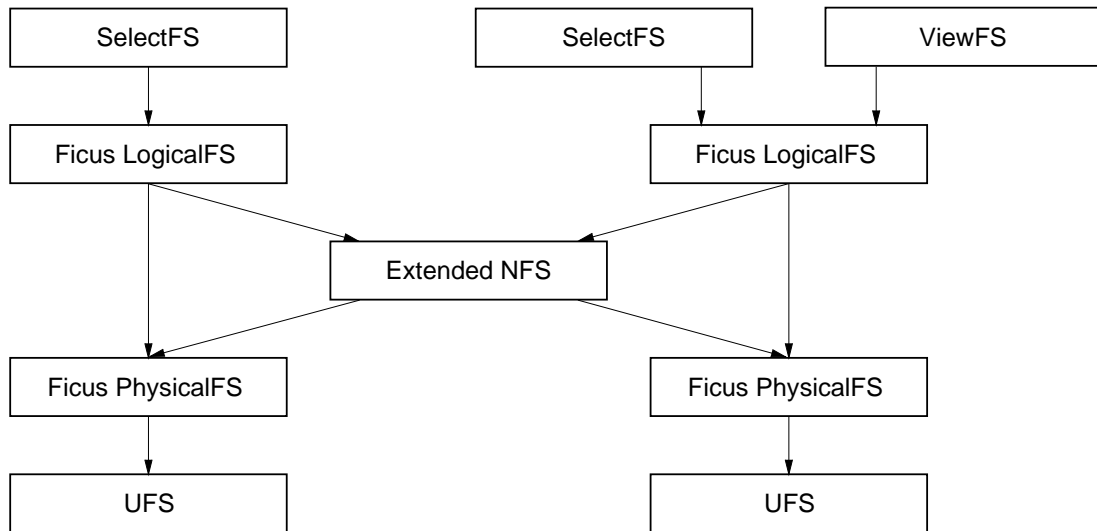 SelectFS
SelectFS
ViewFS
Ficus LogicalFS
Ficus LogicalFS
Extended NFS
Ficus PhysicalFS
Ficus PhysicalFS
UFS
UFS